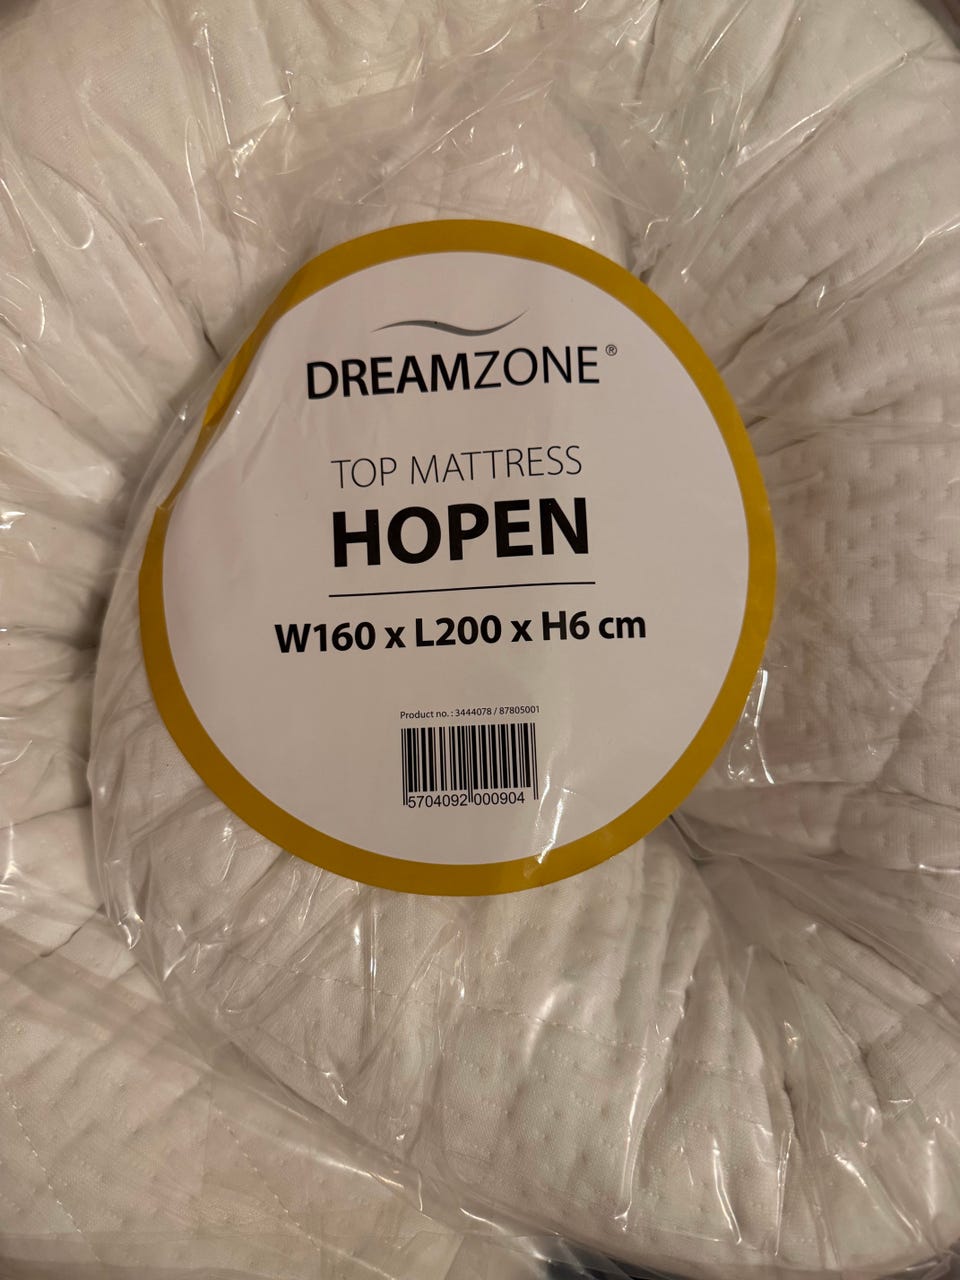 DREAMZONE®
TOP MATTRESS
HOPEN
W160 x L200 x H6 cm
Product no. : 3444078 / 87805001
5704092 000904